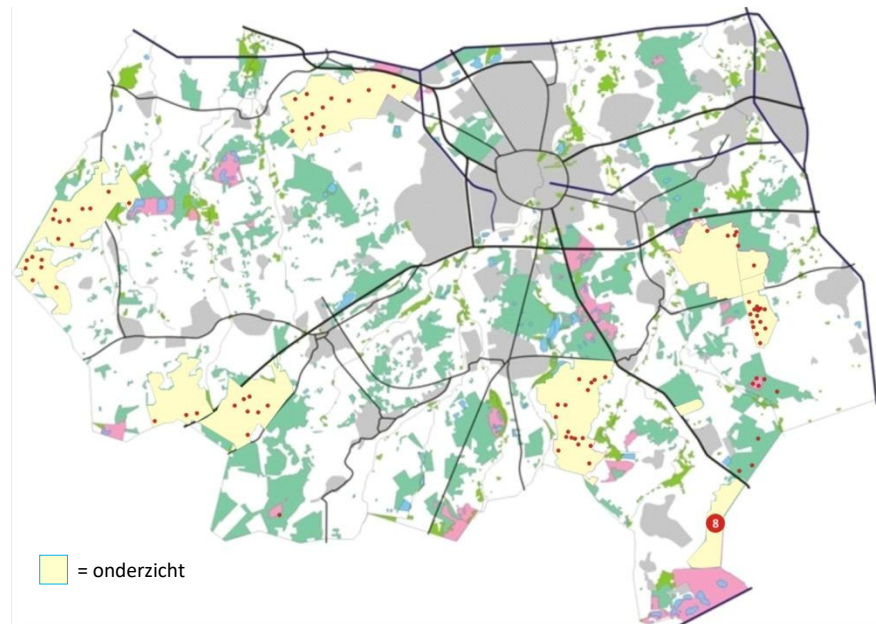 8
= onderzicht